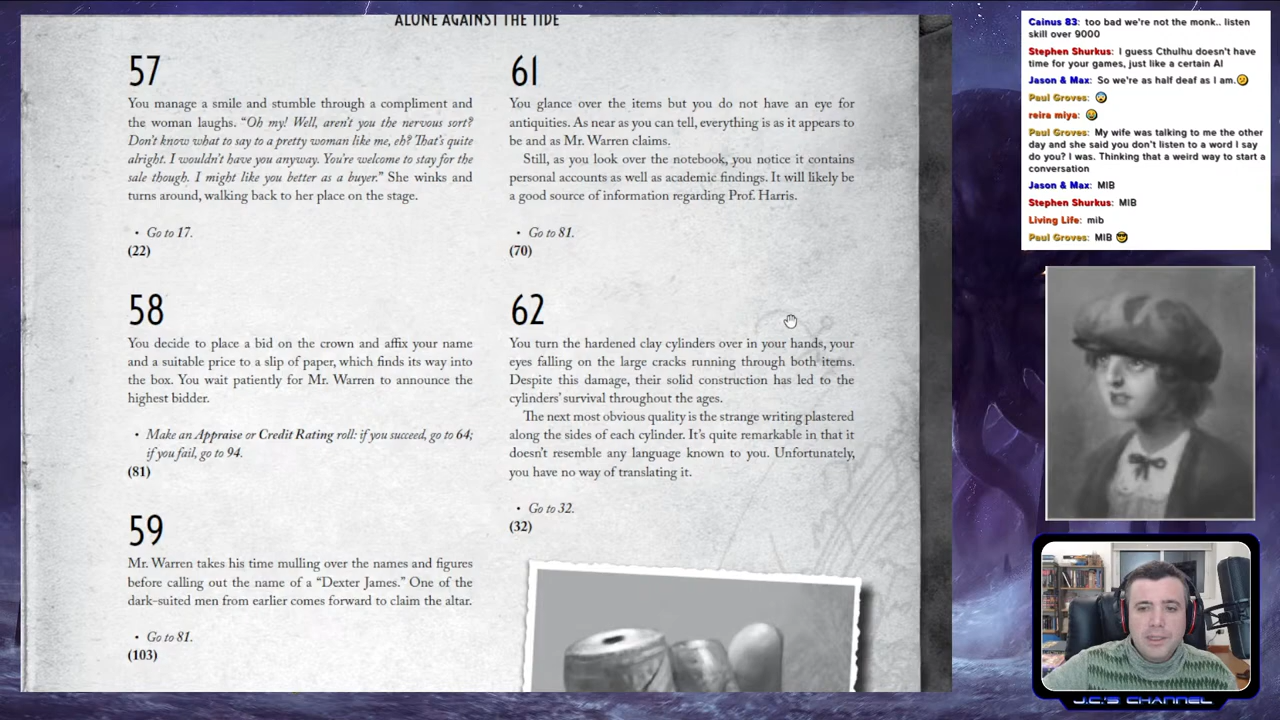 ALONE AGAINST THE TIDE
57
You manage a smile and stumble through a compliment and
the woman laughs. “Oh my! Well, aren't you the nervous sort?
Don't know what to say to a pretty woman like me, eh? That's quite
alright. I wouldn't have you anyway. You're welcome to stay for the
sale though. I might like you better as a buyer.” She winks and
turns around, walking back to her place on the stage.
• Go to 17.
(22)
58
You decide to place a bid on the crown and affix your name
and a suitable price to a slip of paper, which finds its way into
the box. You wait patiently for Mr. Warren to announce the
highest bidder.
• Make an Appraise or Credit Rating roll: if you succeed, go to 64;
if you fail, go to 94.
(81)
59
Mr. Warren takes his time mulling over the names and figures
before calling out the name of a “Dexter James.” One of the
dark-suited men from earlier comes forward to claim the altar.
• Go to 81.
(103)
61
You glance over the items but you do not have an eye for
antiquities. As near as you can tell, everything is as it appears to
be and as Mr. Warren claims.
Still, as you look over the notebook, you notice it contains
personal accounts as well as academic findings. It will likely be
a good source of information regarding Prof. Harris.
• Go to 81.
(70)
62
You turn the hardened clay cylinders over in your hands, your
eyes falling on the large cracks running through both items.
Despite this damage, their solid construction has led to the
cylinders' survival throughout the ages.
The next most obvious quality is the strange writing plastered
along the sides of each cylinder. It's quite remarkable in that it
doesn't resemble any language known to you. Unfortunately,
you have no way of translating it.
• Go to 32.
(32)
Cainus 83: too bad we're not the monk.. listen
skill over 9000
Stephen Shurkus: I guess Cthulhu doesn't have
time for your games, just like a certain AI
Jason & Max: So we're as half deaf as I am.
Paul Groves:
reira miya:
Paul Groves: My wife was talking to me the other
day and she said you don't listen to a word I say
do you? I was. Thinking that a weird way to start a
conversation
Jason & Max: MIB
Stephen Shurkus: MIB
Living Life: mib
Paul Groves: MIB
J.C.'S CHANNEL